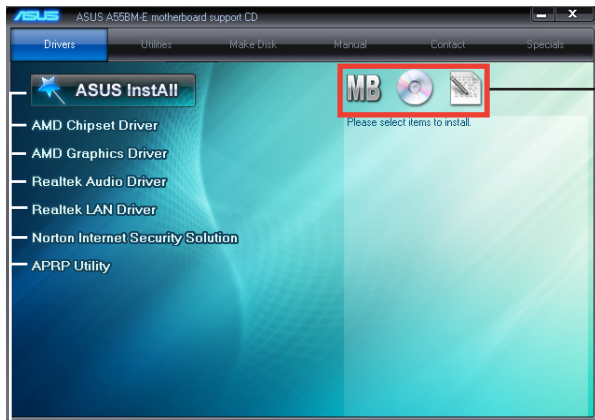 ASUS ASUS A55BM-E motherboard support CD
Drivers Utilities Make Disk Manual Contact Specials
ASUS InstAll
MB
Please select items to install.
AMD Chipset Driver
AMD Graphics Driver
Realtek Audio Driver
Realtek LAN Driver
Norton Internet Security Solution
APRP Utility